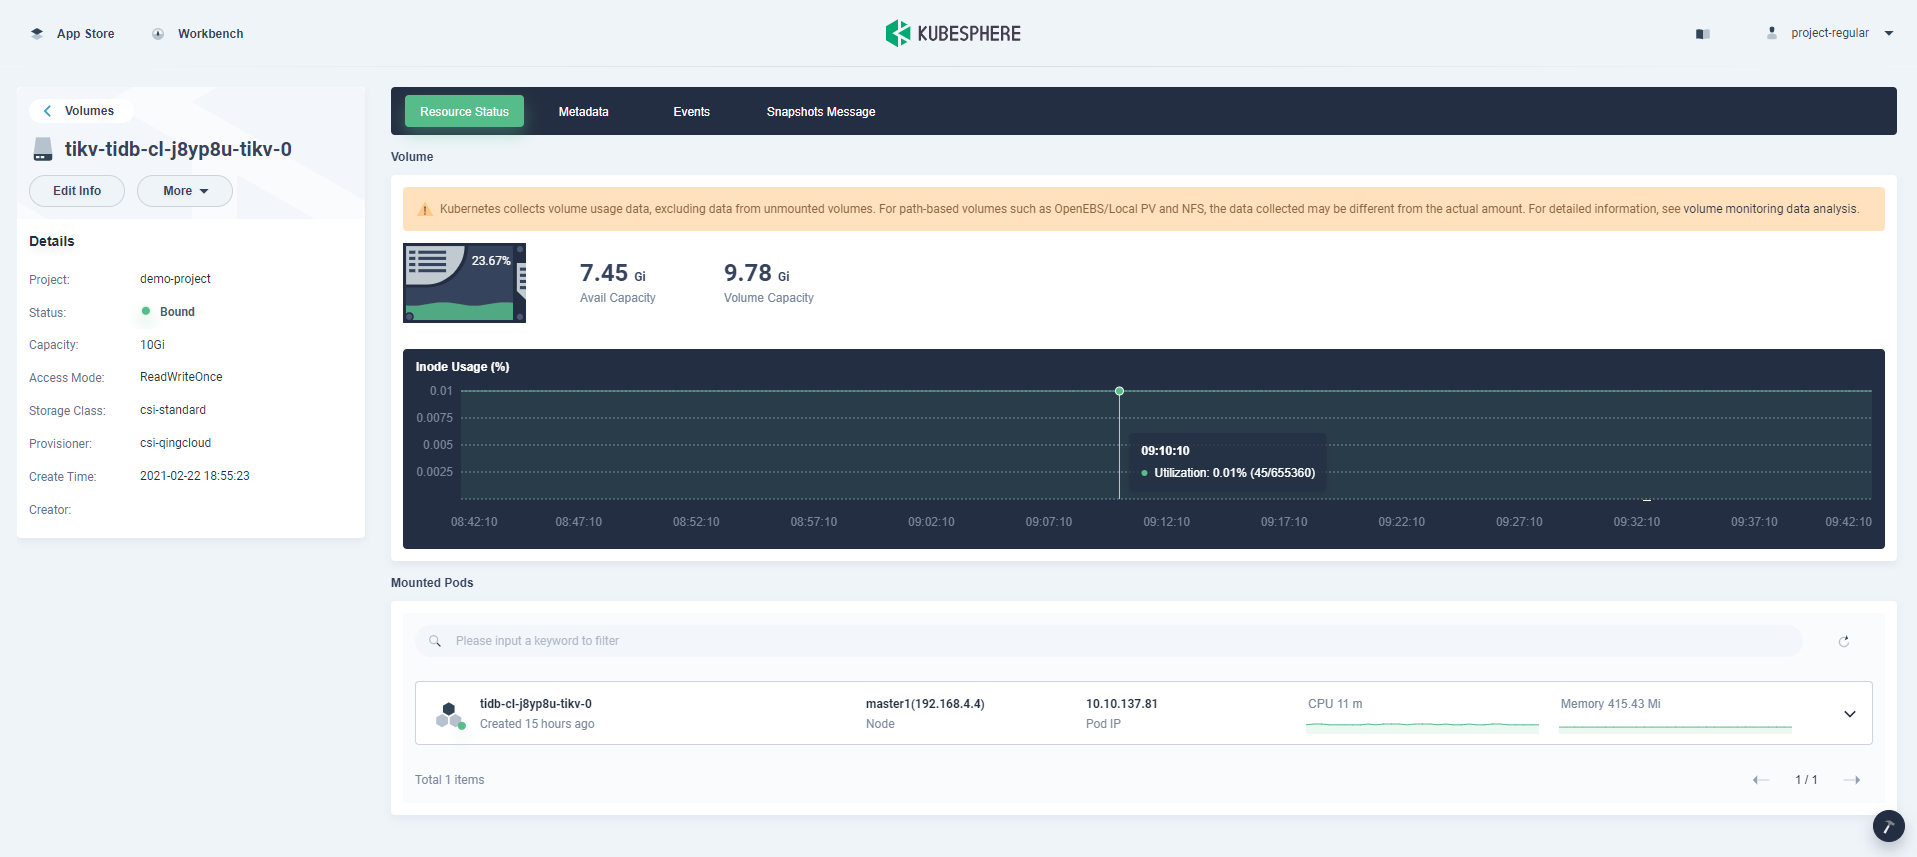 App Store
Workbench
KUBESPHERE
project-regular
Volumes
tikv-tidb-cl-j8yp8u-tikv-0
Edit Info
More
Details
Project: demo-project
Status: Bound
Capacity: 10Gi
Access Mode: ReadWriteOnce
Storage Class: csi-standard
Provisioner: csi-qingcloud
Create Time: 2021-02-22 18:55:23
Creator:
Resource Status
Metadata
Events
Snapshots Message
Volume
Kubernetes collects volume usage data, excluding data from unmounted volumes. For path-based volumes such as OpenEBS/Local PV and NFS, the data collected may be different from the actual amount. For detailed information, see volume monitoring data analysis.
23.67%
7.45 Gi
Avail Capacity
9.78 Gi
Volume Capacity
Inode Usage (%)
0.01
0.0075
0.005
0.0025
09:10:10
Utilization: 0.01% (45/655360)
08:42:10 08:47:10 08:52:10 08:57:10 09:02:10 09:07:10 09:12:10 09:17:10 09:22:10 09:27:10 09:32:10 09:37:10 09:42:10
Mounted Pods
Please input a keyword to filter
tidb-cl-j8yp8u-tikv-0
Created 15 hours ago
master1(192.168.4.4)
Node
10.10.137.81
Pod IP
CPU 11 m
Memory 415.43 Mi
Total 1 items
1 / 1